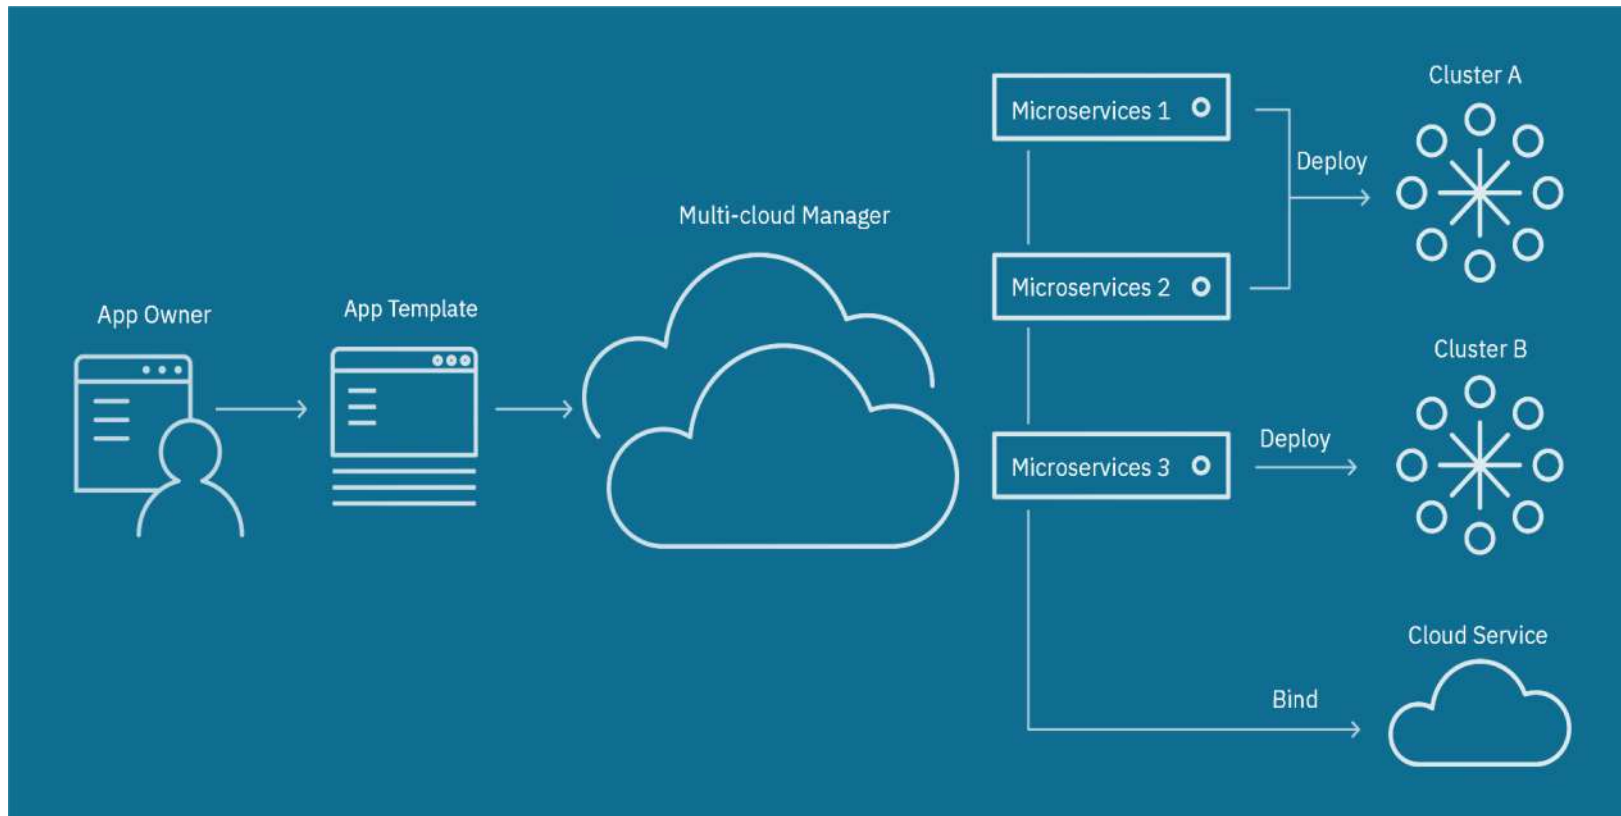 App Owner
App Template
Multi-cloud Manager
Microservices 1
Microservices 2
Microservices 3
Deploy
Cluster A
Deploy
Cluster B
Bind
Cloud Service